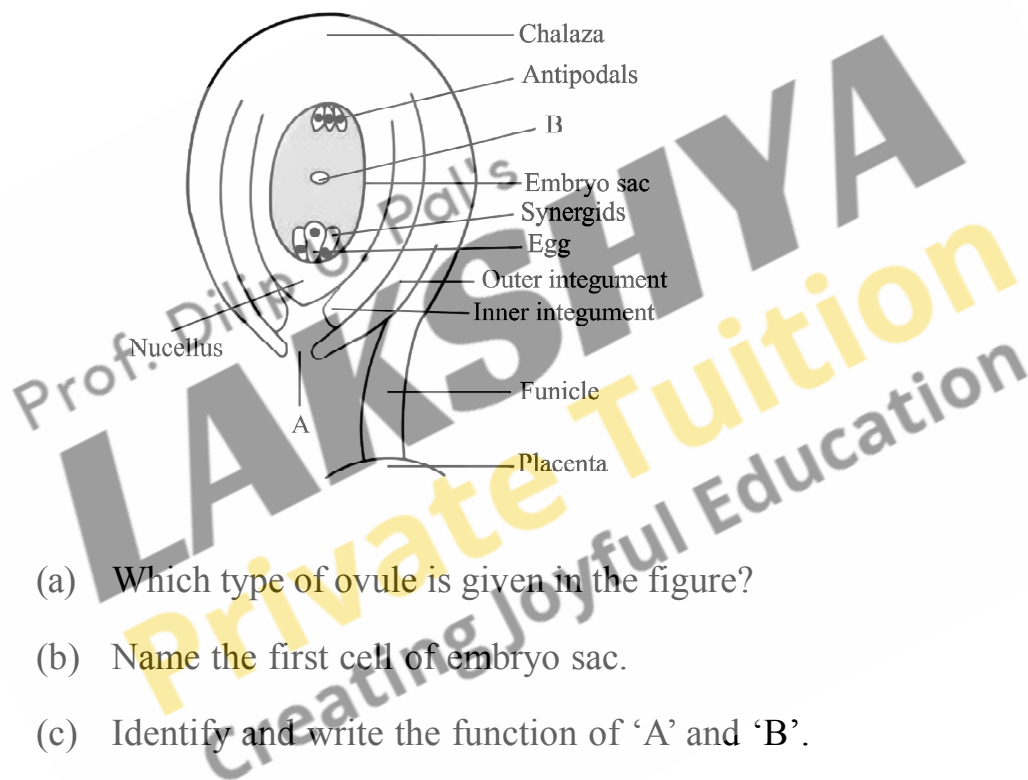 Chalaza
Antipodals
B
Embryo sac
Synergids
Egg
Outer integument
Inner integument
Nucellus
Funicle
A
Placenta
Prof. Dilip U. Pal's
LAKSHYA
Private Tuition
Creating Joyful Education
(a) Which type of ovule is given in the figure?
(b) Name the first cell of embryo sac.
(c) Identify and write the function of ‘A’ and ‘B’.